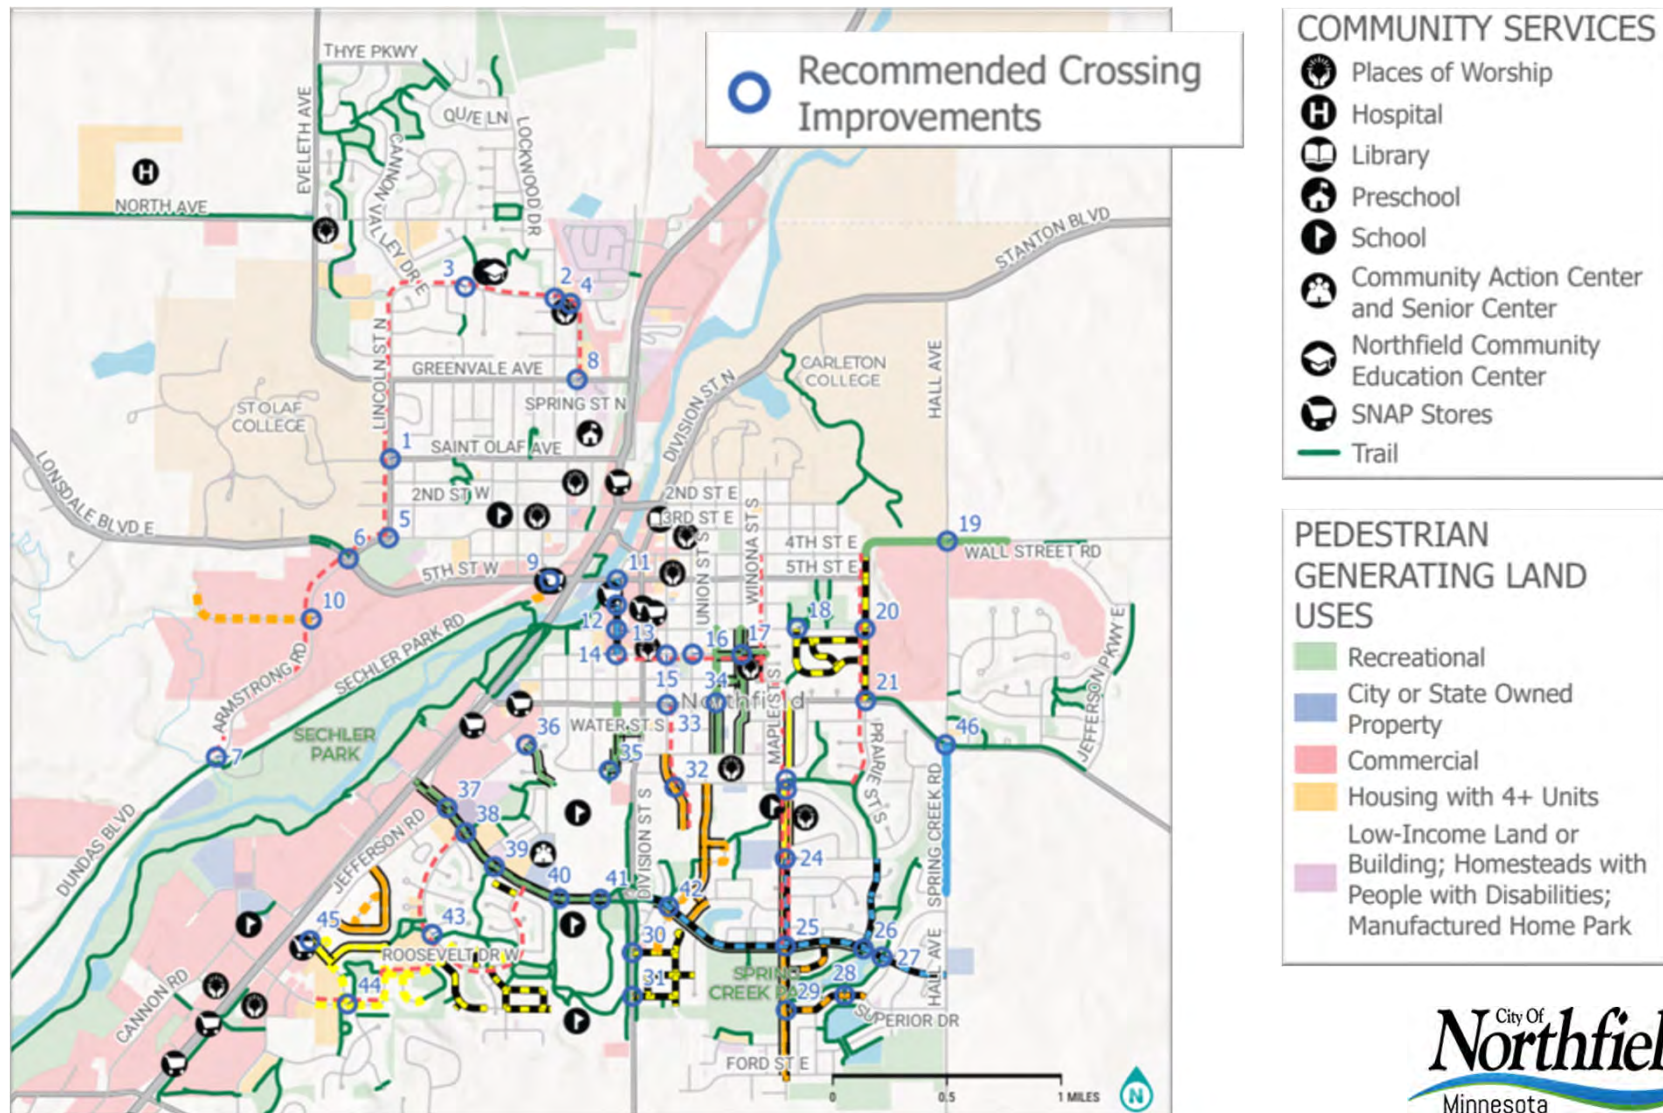 THYE PKWY
QUIE LN
EVELETH AVE
CANNON VALLEY DR E
LOCKWOOD DR
H
NORTH AVE
STANTON BLVD
3
2
4
LINCOLN ST N
GREENVALE AVE
8
CARLETON
COLLEGE
HALL AVE
SPRING ST N
DIVISION ST N
ST OLAF
COLLEGE
1
SAINT OLAF AVE
LONSDALE BLVD E
2ND ST W
2ND ST E
3RD ST E
5
6
4TH ST E
19
WALL STREET RD
5TH ST W
9
11
5TH ST E
UNION ST S
WINONA ST S
10
12
18
20
13
14
16
17
JEFFERSON PKWY E
SECHLER PARK RD
ARMSTRONG RD
15
34
Northfield
21
SECHLER
PARK
36
WATER ST S
33
MAPLE ST S
46
7
35
PRAIRIE ST S
32
37
38
DUNDAS BLVD
JEFFERSON RD
39
DIVISION ST S
24
SPRING CREEK RD
40
41
42
45
43
25
26
ROOSEVELT DR W
30
27
HALL AVE
CANNON RD
44
31
SPRING
CREEK PA
28
29
SUPERIOR DR
FORD ST E
0
0.5
1 MILES
N
Recommended Crossing
Improvements
COMMUNITY SERVICES
Places of Worship
H
Hospital
Library
Preschool
School
Community Action Center
and Senior Center
Northfield Community
Education Center
SNAP Stores
Trail
PEDESTRIAN
GENERATING LAND
USES
Recreational
City or State Owned
Property
Commercial
Housing with 4+ Units
Low-Income Land or
Building; Homesteads with
People with Disabilities;
Manufactured Home Park
City Of
Northfiel
Minnesota